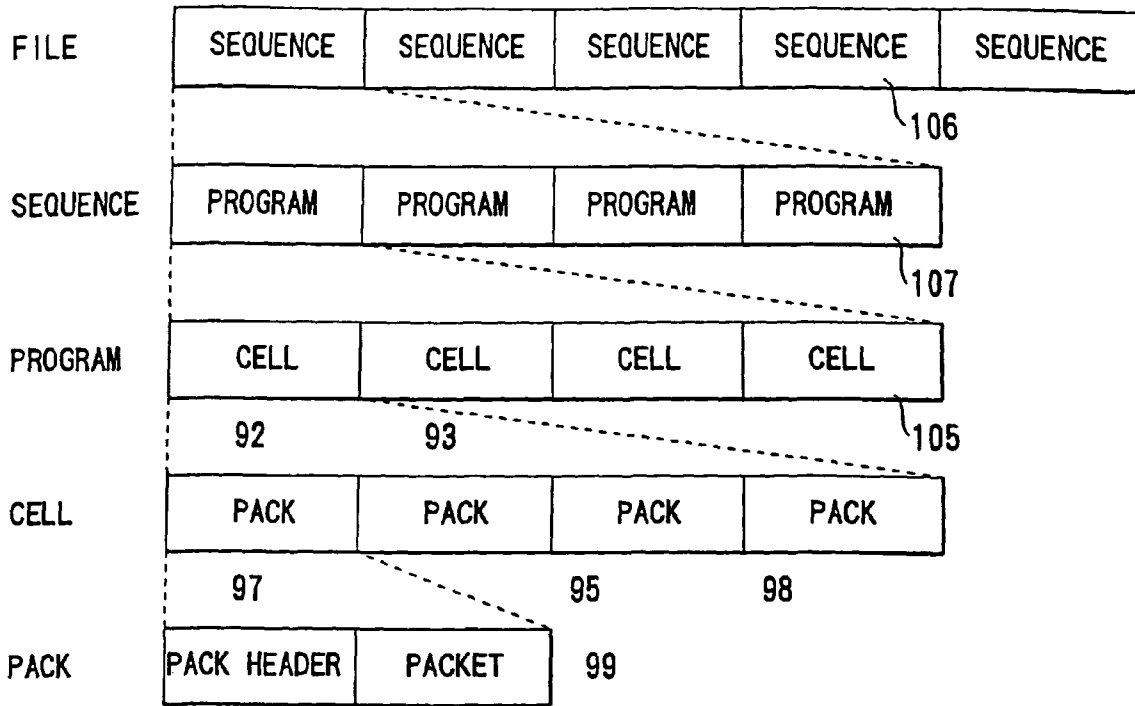 FILE SEQUENCE SEQUENCE SEQUENCE SEQUENCE SEQUENCE
106
SEQUENCE PROGRAM PROGRAM PROGRAM PROGRAM
107
PROGRAM CELL CELL CELL CELL
92 93 105
CELL PACK PACK PACK PACK
97 95 98
PACK PACK HEADER PACKET 99